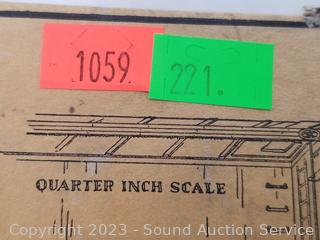 1059.
221.
QUARTER INCH SCALE
Copyright 2023 - Sound Auction Service